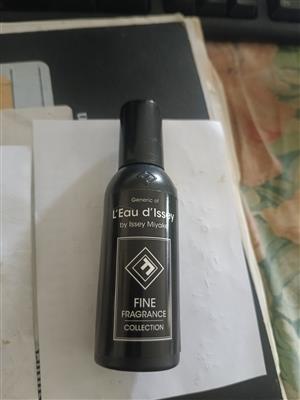 Generic of
L'Eau d'Issey
by Issey Miyake
FINE
FRAGRANCE
COLLECTION